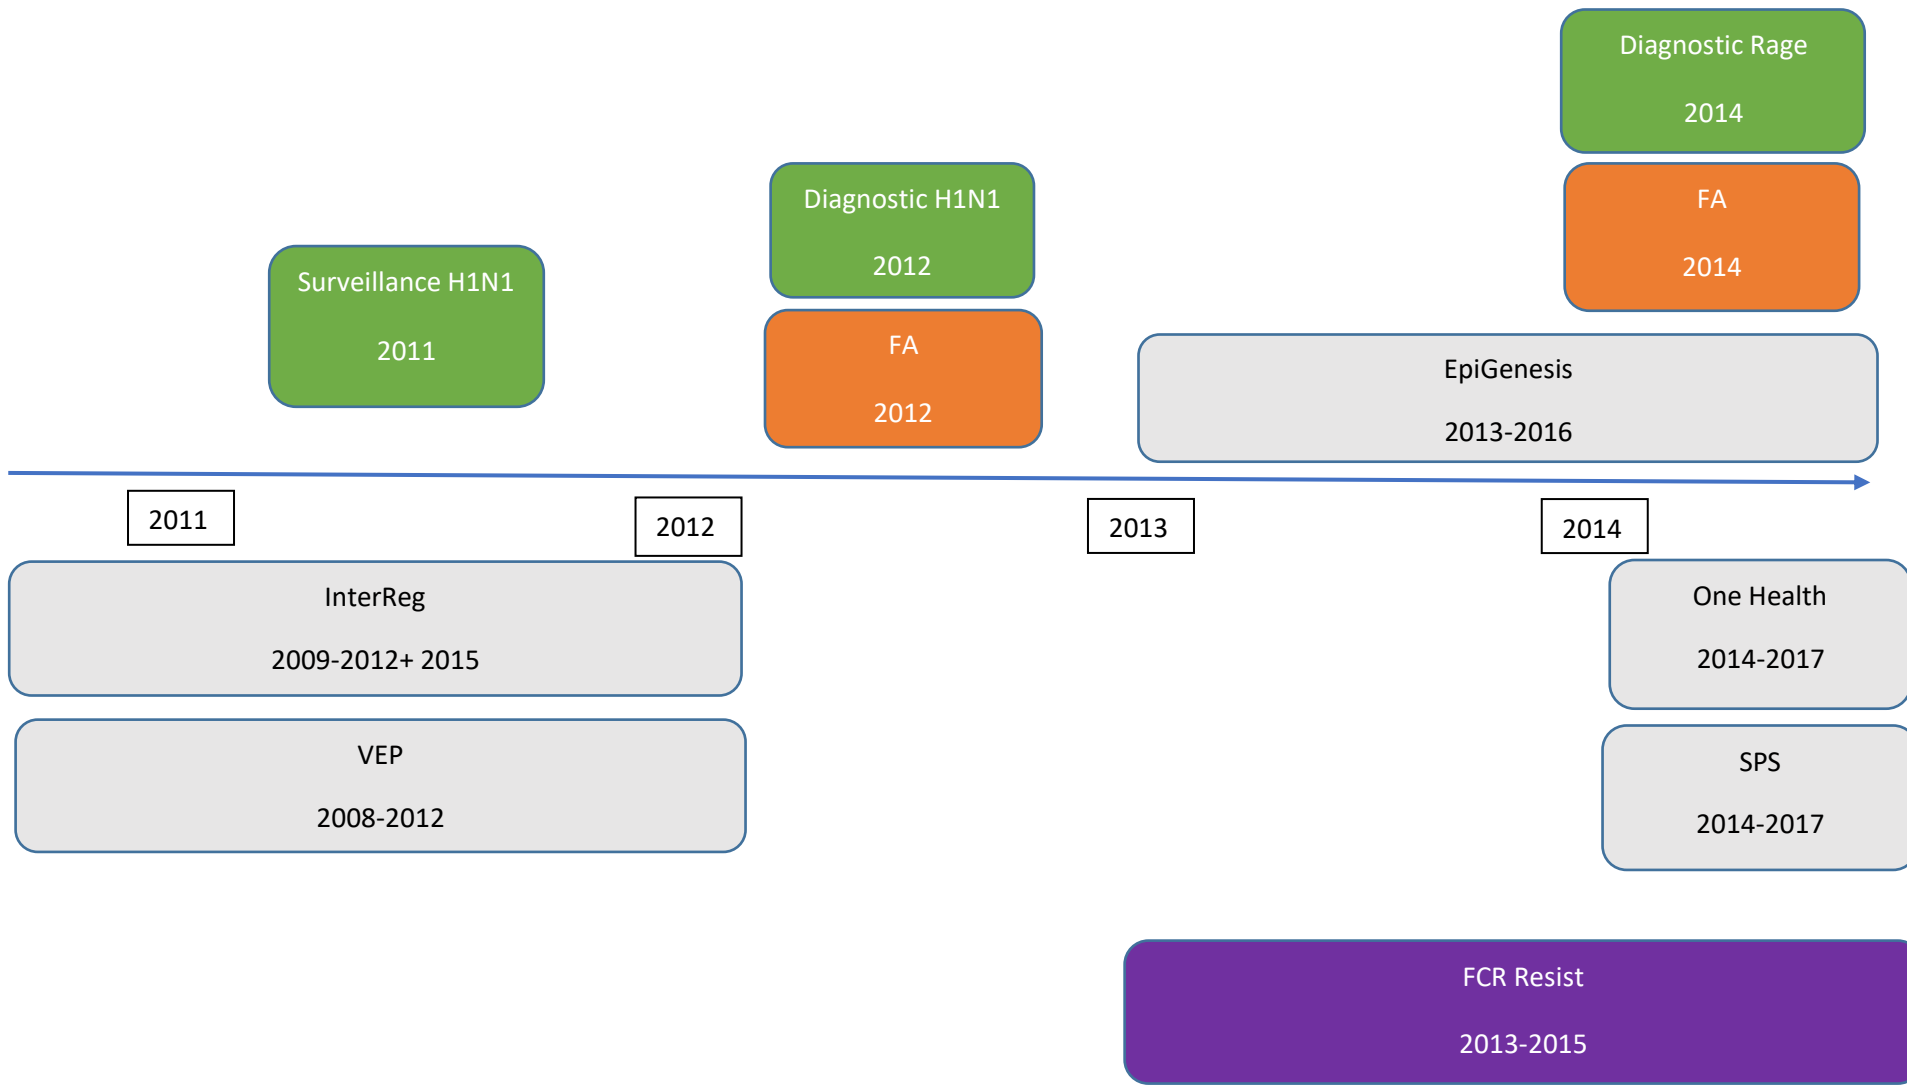 Diagnostic Rage
2014
Diagnostic H1N1
2012
FA
2014
Surveillance H1N1
2011
FA
2012
EpiGenesis
2013-2016
2011
2012
2013
2014
InterReg
2009-2012+ 2015
One Health
2014-2017
VEP
2008-2012
SPS
2014-2017
FCR Resist
2013-2015